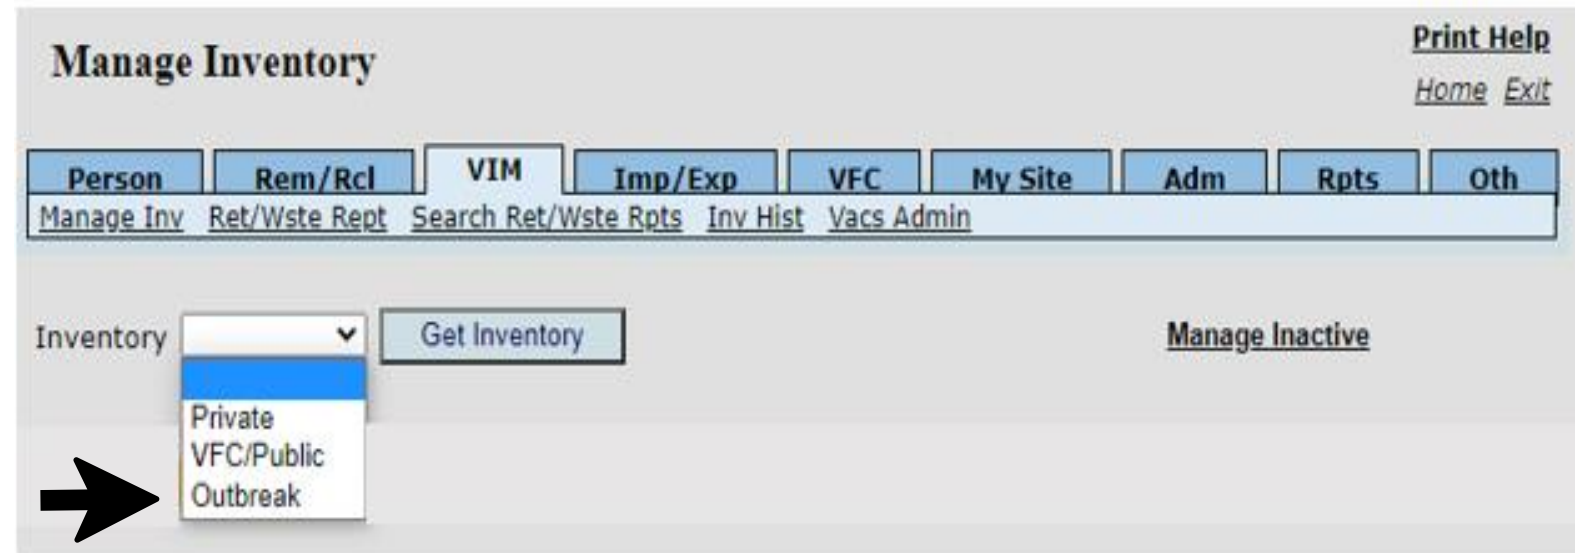 Manage Inventory
Print Help
Home Exit
Person Rem/Rcl VIM Imp/Exp VFC My Site Adm Rpts Oth
Manage Inv Ret/Wste Rept Search Ret/Wste Rpts Inv Hist Vacs Admin
Inventory Get Inventory Manage Inactive
Private
VFC/Public
Outbreak